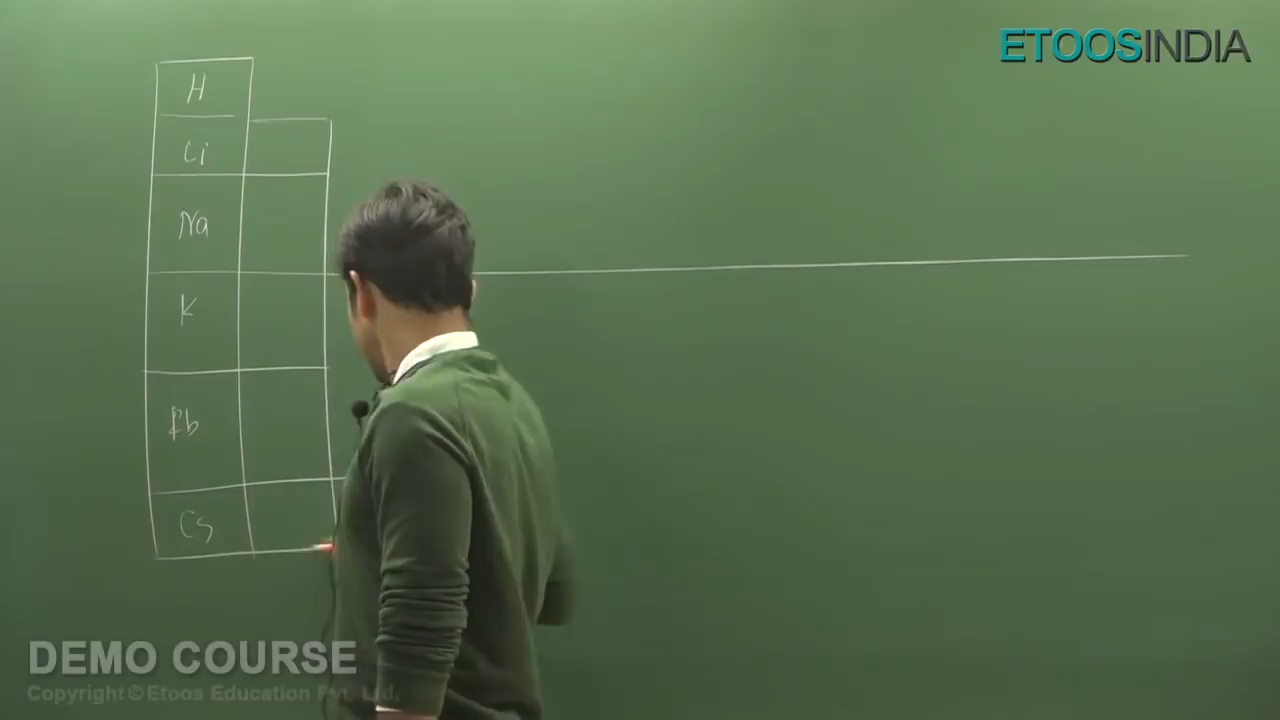 ETOOSINDIA
H
Li
Na
K
Rb
Cs
DEMO COURSE
Copyright©Etoos Education Pvt. Ltd.